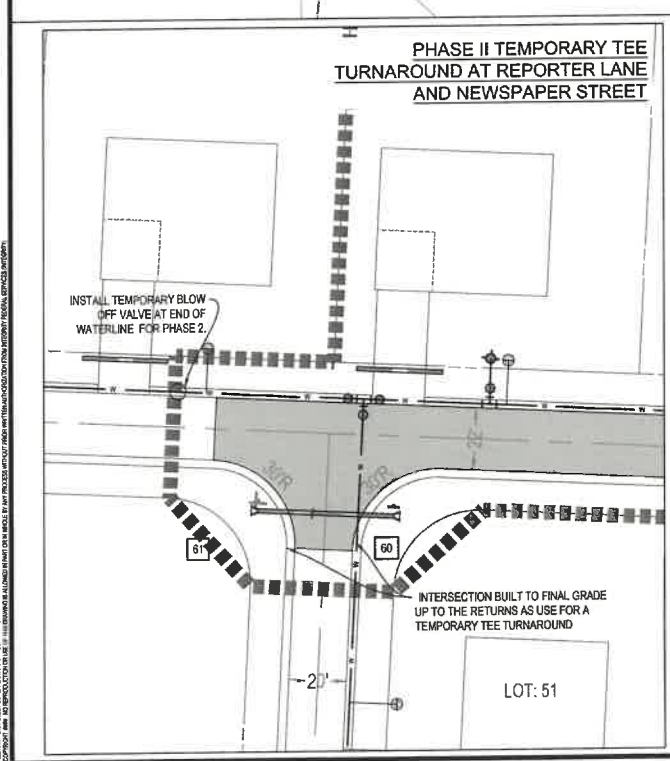 PHASE II TEMPORARY TEE
TURNAROUND AT REPORTER LANE
AND NEWSPAPER STREET
INSTALL TEMPORARY BLOW
OFF VALVE AT END OF
WATERLINE FOR PHASE 2.
W
W
W
W
W
22'
30'R
30'R
W
61
60
W
INTERSECTION BUILT TO FINAL GRADE
UP TO THE RETURNS AS USE FOR A
TEMPORARY TEE TURNAROUND
W
LOT: 51